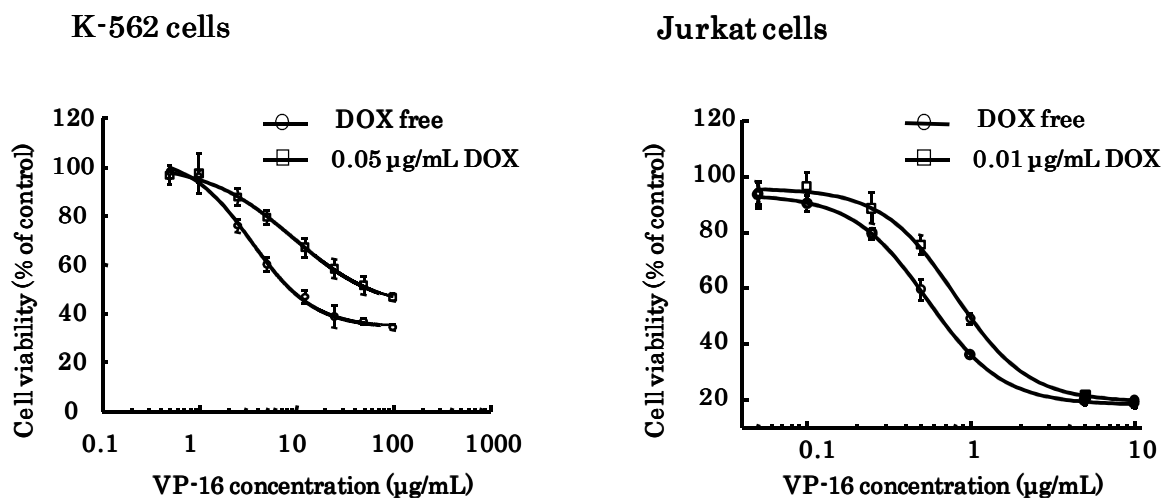 K-562 cells
Jurkat cells
DOX free
0.05 µg/mL DOX
120
100
80
60
40
20
0
Cell viability (% of control)
0.1
1
10
100
1000
VP-16 concentration (µg/mL)
DOX free
0.01 µg/mL DOX
120
100
80
60
40
20
Cell viability (% of control)
0.1
1
10
VP-16 concentration (µg/mL)